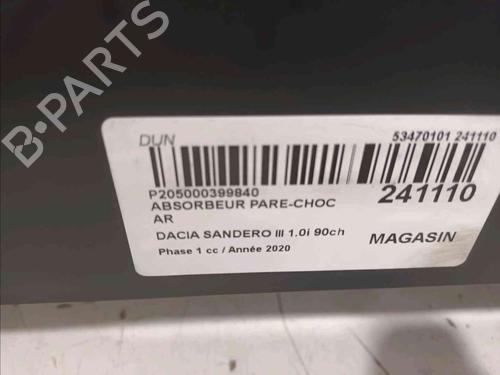 B-PARTS
DUN
53470101 241110
P205000399840
241110
ABSORBEUR PARE-CHOC
AR
DACIA SANDERO III 1.0i 90ch
MAGASIN
Phase 1 cc / Année 2020